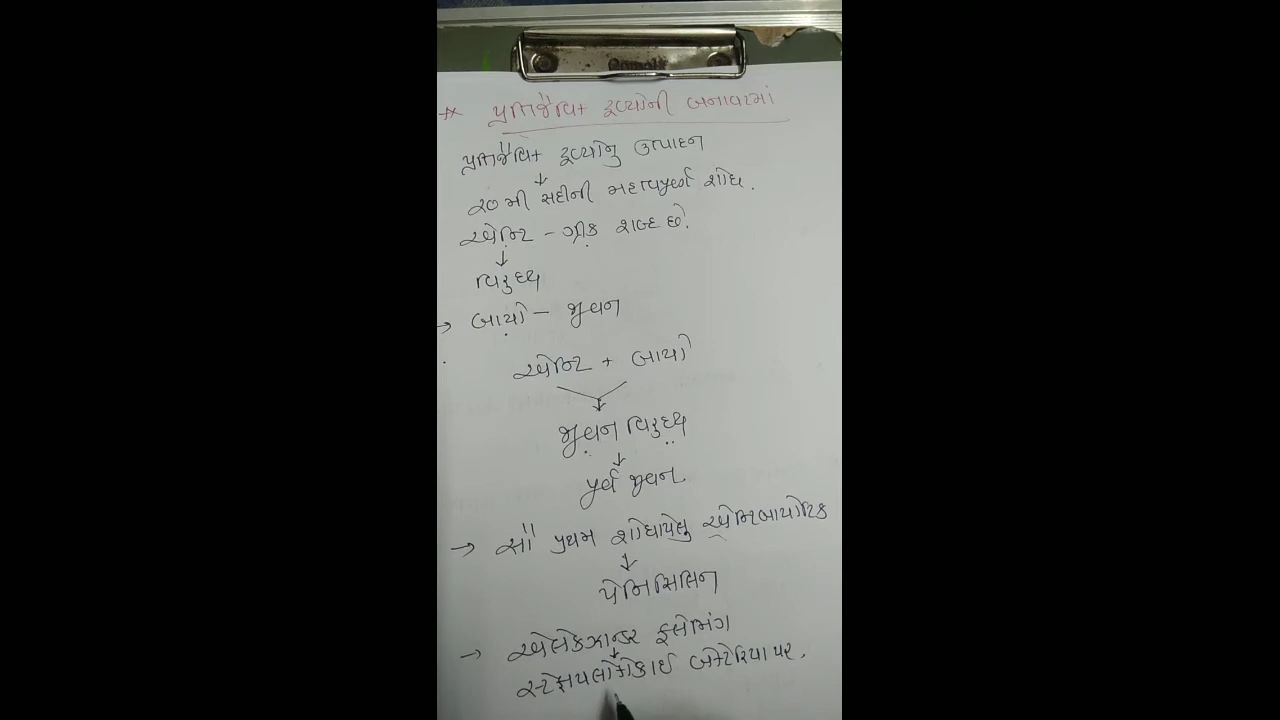 * પ્રતિજૈવિક દ્રવ્યોની બનાવટમાં
પ્રતિજૈવિક દ્રવ્યોનુ ઉત્પાદન
↓
૨૦ મી સદીની મહત્વપૂર્ણ શોધ.
એન્ટિ - ગ્રીક શબ્દ છે.
↓
વિરુધ્ધ
→ બાયો - જીવન
એન્ટિ + બાયો
↓
જીવન વિરુધ્ધ
↓
પૂર્વ જીવન.
→ સૌ પ્રથમ શોધાયેલુ એન્ટિબાયોટિક
↓
પેનિસિલિન
→ એલેકઝાન્ડર ફ્લેમિંગ
↓
સ્ટેફાયલોકોકાઈ બેક્ટેરિયા પર.